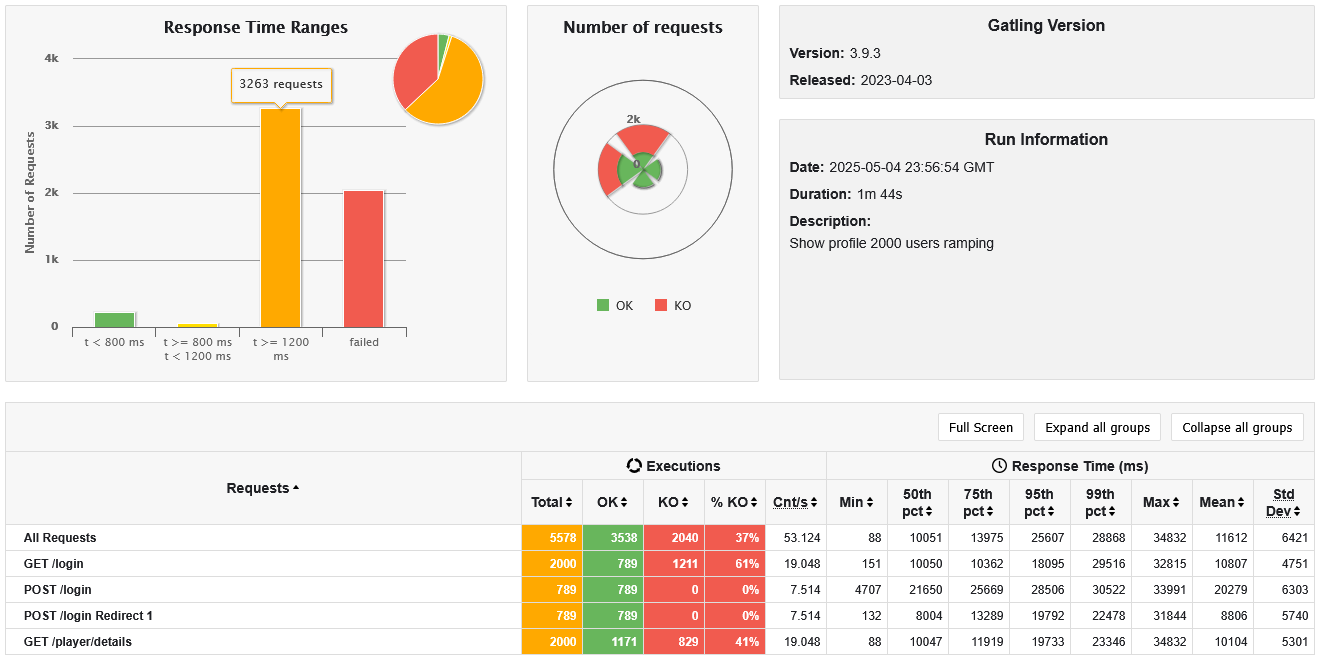 Response Time Ranges
4k
3263 requests
3k
2k
1k
0
Number of Requests
t < 800 ms
t >= 800 ms
t < 1200 ms
t >= 1200
ms
failed
Number of requests
2k
0
OK
KO
Gatling Version
Version: 3.9.3
Released: 2023-04-03
Run Information
Date: 2025-05-04 23:56:54 GMT
Duration: 1m 44s
Description:
Show profile 2000 users ramping
Full Screen Expand all groups Collapse all groups
Requests Executions Response Time (ms)
Total OK KO % KO Cnt/s Min 50th pct 75th pct 95th pct 99th pct Max Mean Std Dev
All Requests 5578 3538 2040 37% 53.124 88 10051 13975 25607 28868 34832 11612 6421
GET /login 2000 789 1211 61% 19.048 151 10050 10362 18095 29516 32815 10807 4751
POST /login 789 789 0 0% 7.514 4707 21650 25669 28506 30522 33991 20279 6303
POST /login Redirect 1 789 789 0 0% 7.514 132 8004 13289 19792 22478 31844 8806 5740
GET /player/details 2000 1171 829 41% 19.048 88 10047 11919 19733 23346 34832 10104 5301